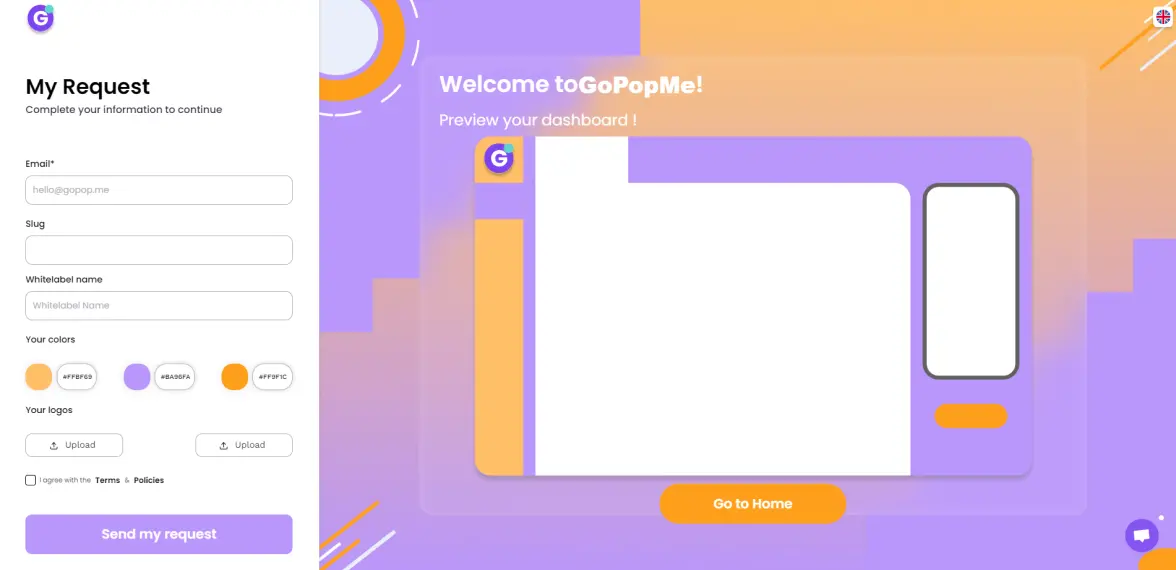 G
My Request
Complete your information to continue
Email*
hello@gopop.me
Slug
Whitelabel name
Whitelabel Name
Your colors
#FFBF69 #BA96FA #FF9F1C
Your logos
Upload Upload
I agree with the Terms & Policies
Send my request
Welcome toGoPopMe!
Preview your dashboard !
G
Go to Home